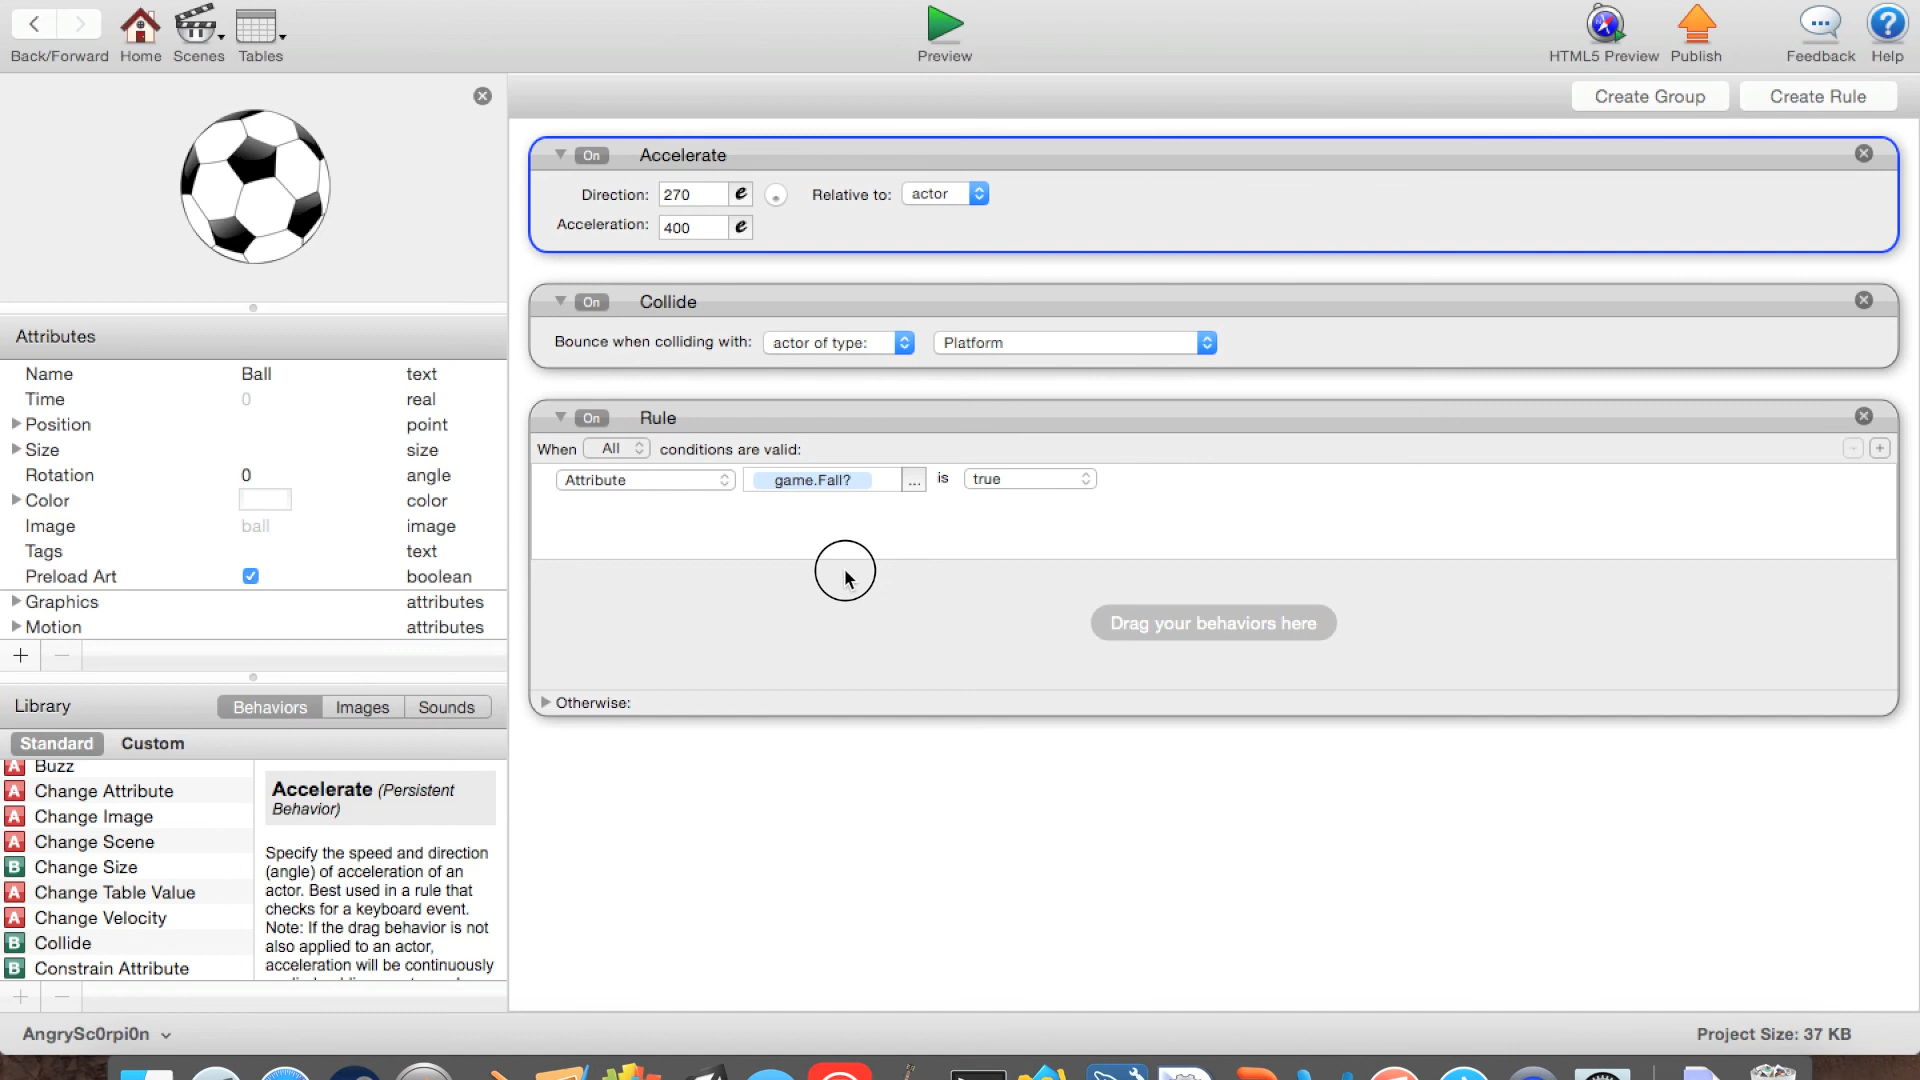 Back/Forward Home Scenes Tables Preview HTML5 Preview Publish Feedback Help
Create Group Create Rule
On Accelerate
Direction: 270 e Relative to: actor
Acceleration: 400 e
On Collide
Bounce when colliding with: actor of type: Platform
On Rule
When All conditions are valid:
Attribute game.Fall? ... is true
Drag your behaviors here
Otherwise:
Attributes
Name Ball text
Time 0 real
Position point
Size size
Rotation 0 angle
Color color
Image ball image
Tags text
Preload Art boolean
Graphics attributes
Motion attributes
Library Behaviors Images Sounds
Standard Custom
A Buzz
A Change Attribute
A Change Image
A Change Scene
B Change Size
A Change Table Value
A Change Velocity
B Collide
B Constrain Attribute
Accelerate (Persistent
Behavior)
Specify the speed and direction
(angle) of acceleration of an
actor. Best used in a rule that
checks for a keyboard event.
Note: If the drag behavior is not
also applied to an actor,
acceleration will be continuously
AngrySc0rpi0n Project Size: 37 KB